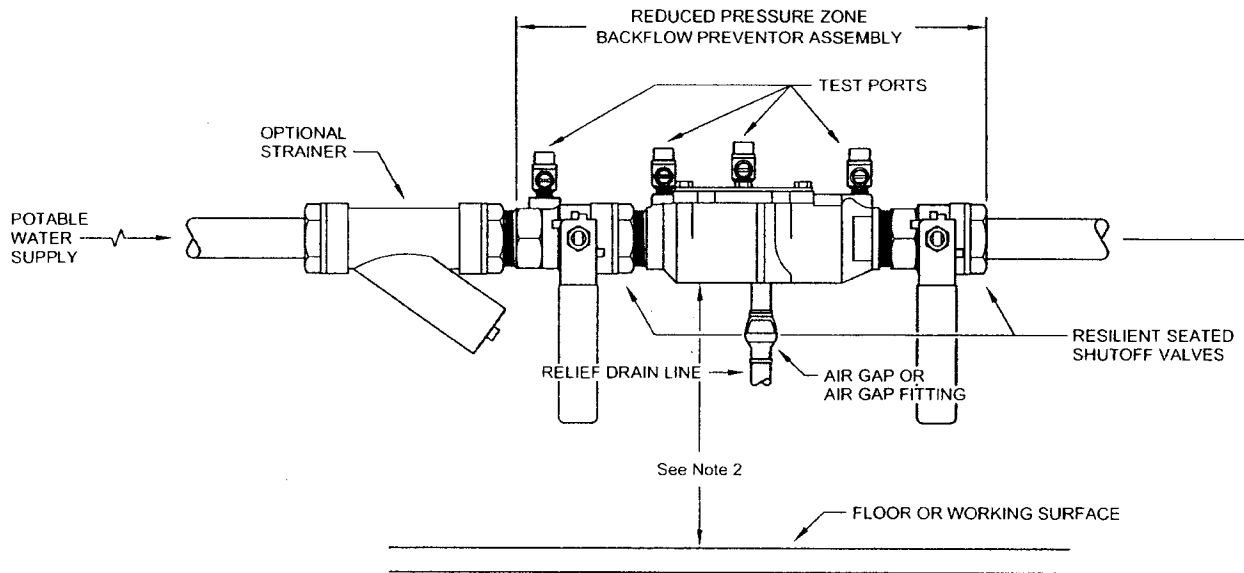 REDUCED PRESSURE ZONE
BACKFLOW PREVENTOR ASSEMBLY
TEST PORTS
OPTIONAL
STRAINER
POTABLE
WATER
SUPPLY
RESILIENT SEATED
SHUTOFF VALVES
RELIEF DRAIN LINE
AIR GAP OR
AIR GAP FITTING
See Note 2
FLOOR OR WORKING SURFACE